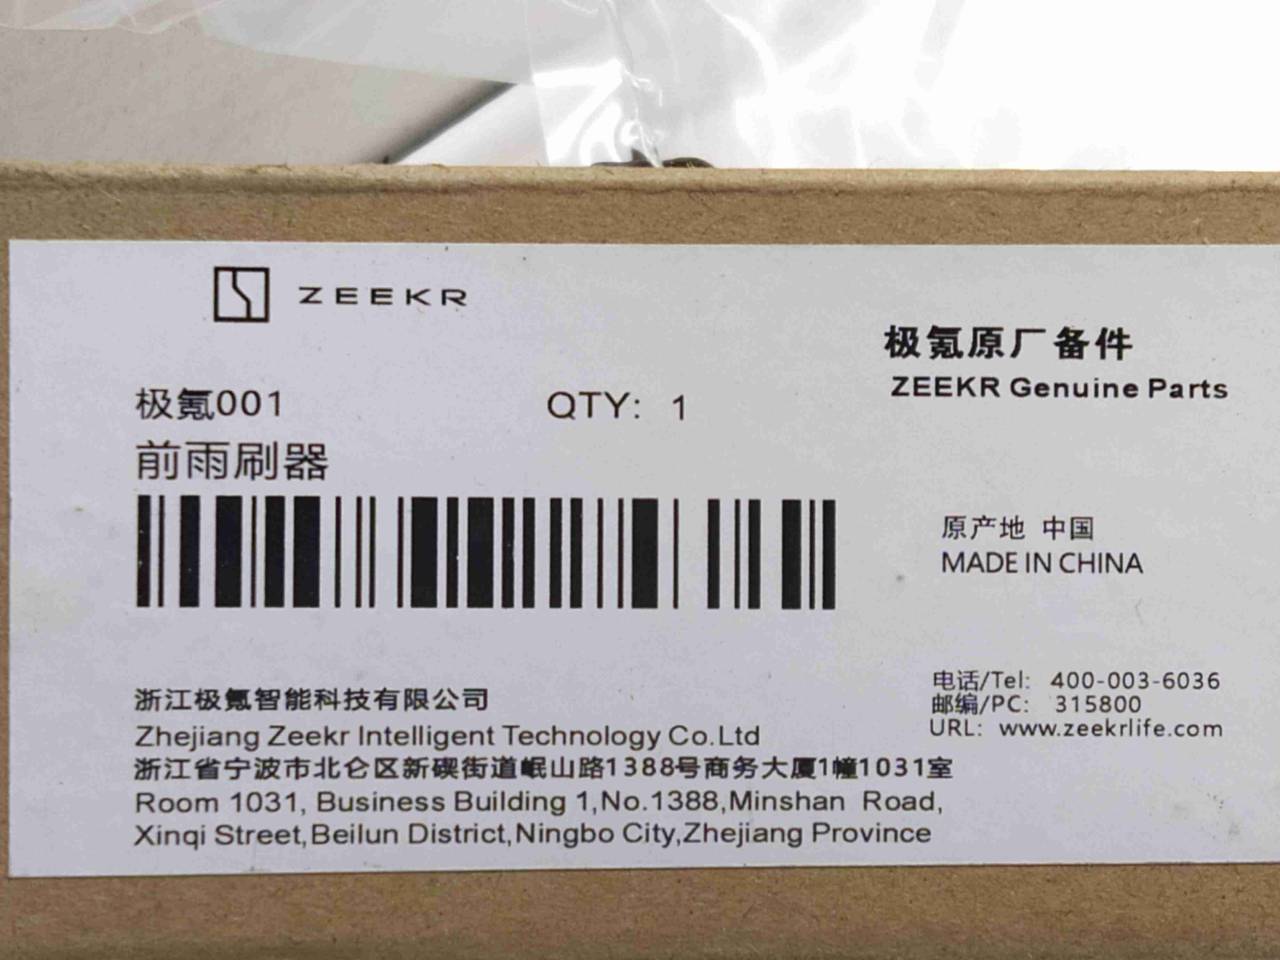 ZEEKR
极氪原厂备件
ZEEKR Genuine Parts
极氪001 QTY: 1
前雨刷器
原产地 中国
MADE IN CHINA
电话/Tel: 400-003-6036
邮编/PC: 315800
URL: www.zeekrlife.com
浙江极氪智能科技有限公司
Zhejiang Zeekr Intelligent Technology Co.Ltd
浙江省宁波市北仑区新碶街道岷山路1388号商务大厦1幢1031室
Room 1031, Business Building 1,No.1388,Minshan Road,
Xinqi Street,Beilun District,Ningbo City,Zhejiang Province